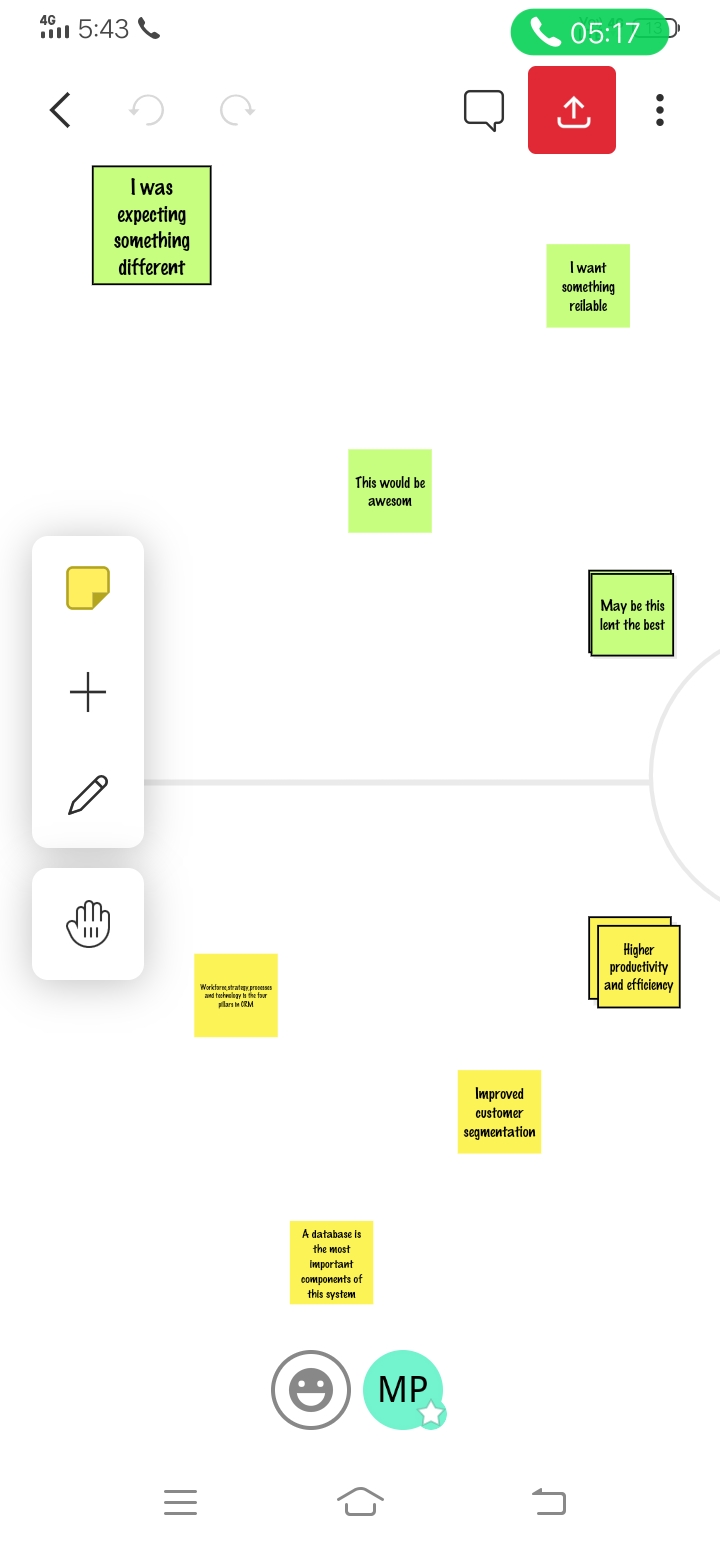 4G 5:43
05:17
I was
expecting
something
different
I want
something
reilable
This would be
awesom
May be this
lent the best
Higher
productivity
and efficiency
Workforce,strategy,processes
and technology is the four
pillars in CRM
Improved
customer
segmentation
A database is
the most
important
components of
this system
MP